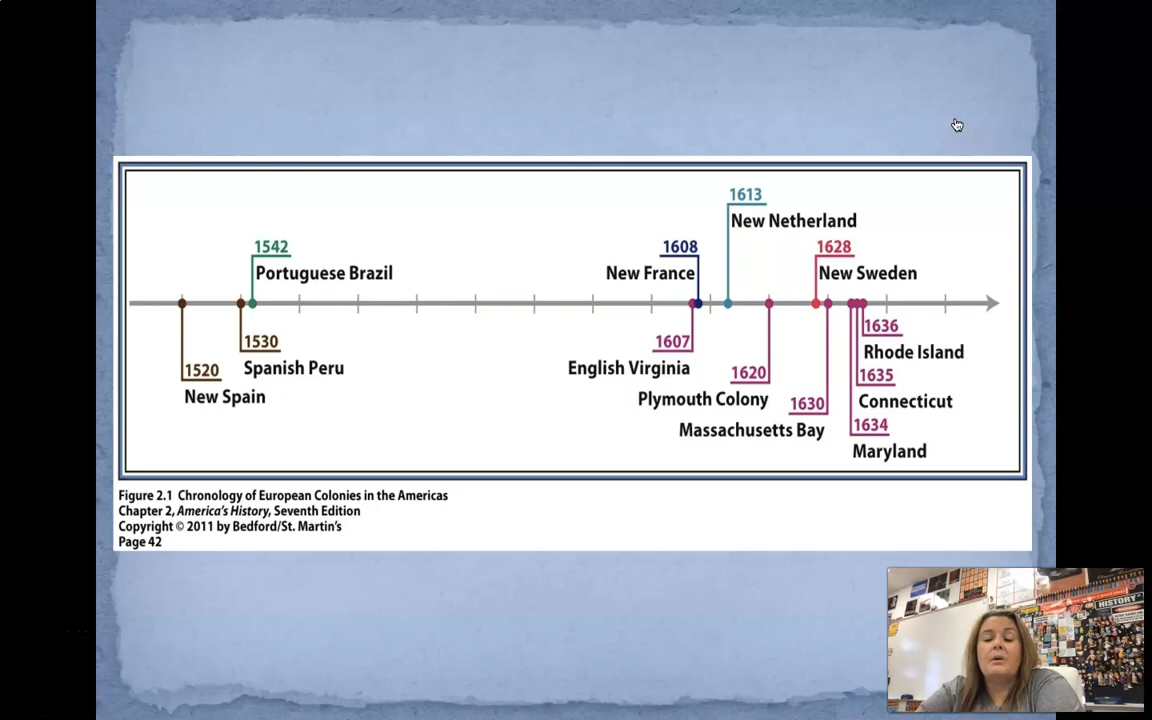 1613
New Netherland
1542
Portuguese Brazil
1608
New France
1628
New Sweden
1520
New Spain
1530
Spanish Peru
1607
English Virginia
1620
Plymouth Colony
1630
Massachusetts Bay
1636
Rhode Island
1635
Connecticut
1634
Maryland
Figure 2.1 Chronology of European Colonies in the Americas
Chapter 2, America's History, Seventh Edition
Copyright © 2011 by Bedford/St. Martin's
Page 42
HISTORY